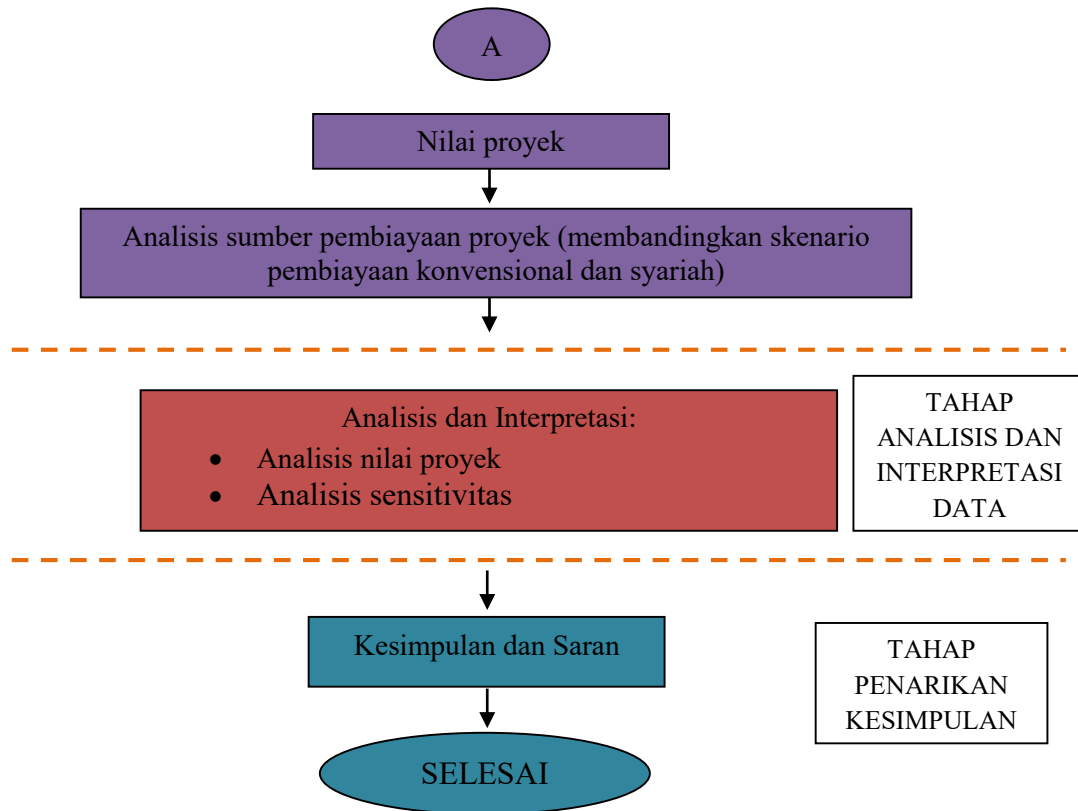 A
Nilai proyek
Analisis sumber pembiayaan proyek (membandingkan skenario
pembiayaan konvensional dan syariah)
Analisis dan Interpretasi:
• Analisis nilai proyek
• Analisis sensitivitas
TAHAP
ANALISIS DAN
INTERPRETASI
DATA
Kesimpulan dan Saran
TAHAP
PENARIKAN
KESIMPULAN
SELESAI